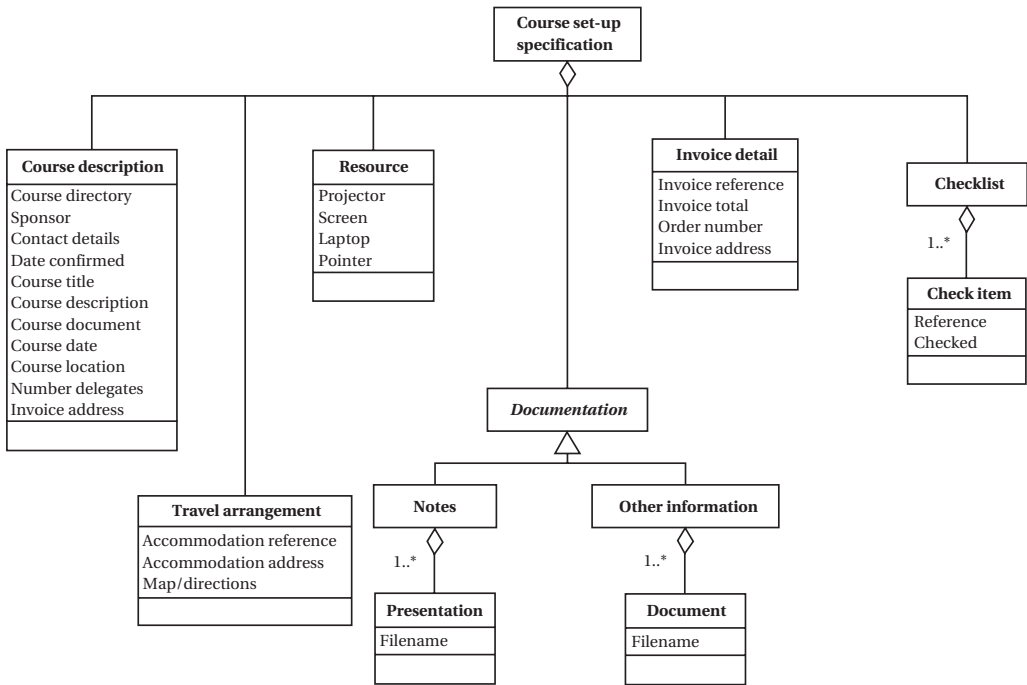 Course set-up
specification
Course description
Course directory
Sponsor
Contact details
Date confirmed
Course title
Course description
Course document
Course date
Course location
Number delegates
Invoice address
Resource
Projector
Screen
Laptop
Pointer
Invoice detail
Invoice reference
Invoice total
Order number
Invoice address
Checklist
1..*
Check item
Reference
Checked
Documentation
Travel arrangement
Accommodation reference
Accommodation address
Map/directions
Notes
1..*
Presentation
Filename
Other information
1..*
Document
Filename